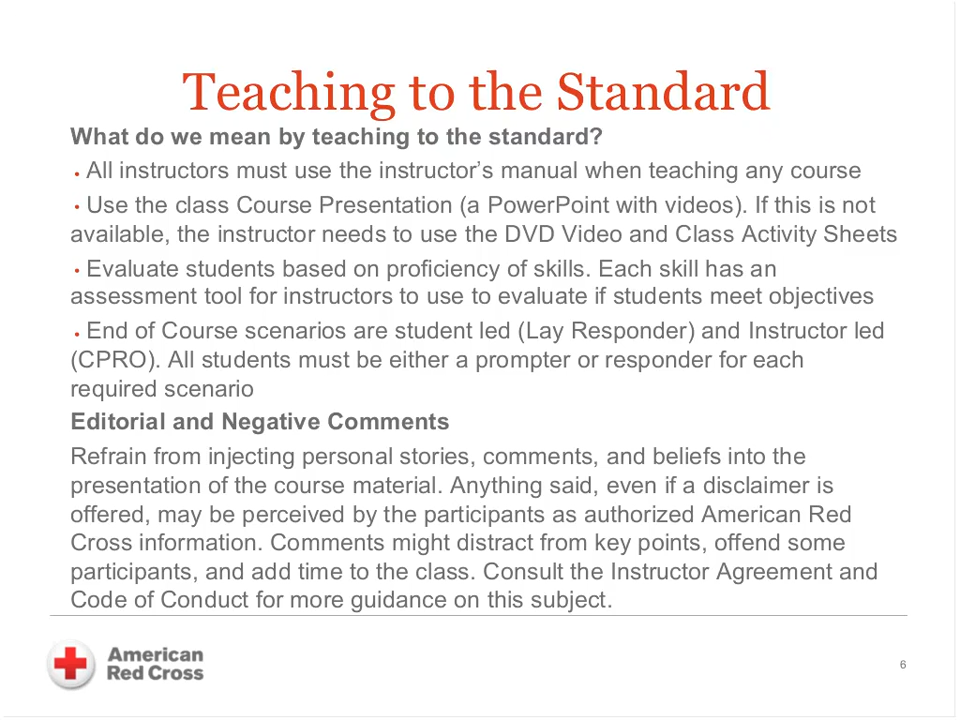 Teaching to the Standard
What do we mean by teaching to the standard?
• All instructors must use the instructor’s manual when teaching any course
• Use the class Course Presentation (a PowerPoint with videos). If this is not
available, the instructor needs to use the DVD Video and Class Activity Sheets
• Evaluate students based on proficiency of skills. Each skill has an
assessment tool for instructors to use to evaluate if students meet objectives
• End of Course scenarios are student led (Lay Responder) and Instructor led
(CPRO). All students must be either a prompter or responder for each
required scenario
Editorial and Negative Comments
Refrain from injecting personal stories, comments, and beliefs into the
presentation of the course material. Anything said, even if a disclaimer is
offered, may be perceived by the participants as authorized American Red
Cross information. Comments might distract from key points, offend some
participants, and add time to the class. Consult the Instructor Agreement and
Code of Conduct for more guidance on this subject.
American
Red Cross
6